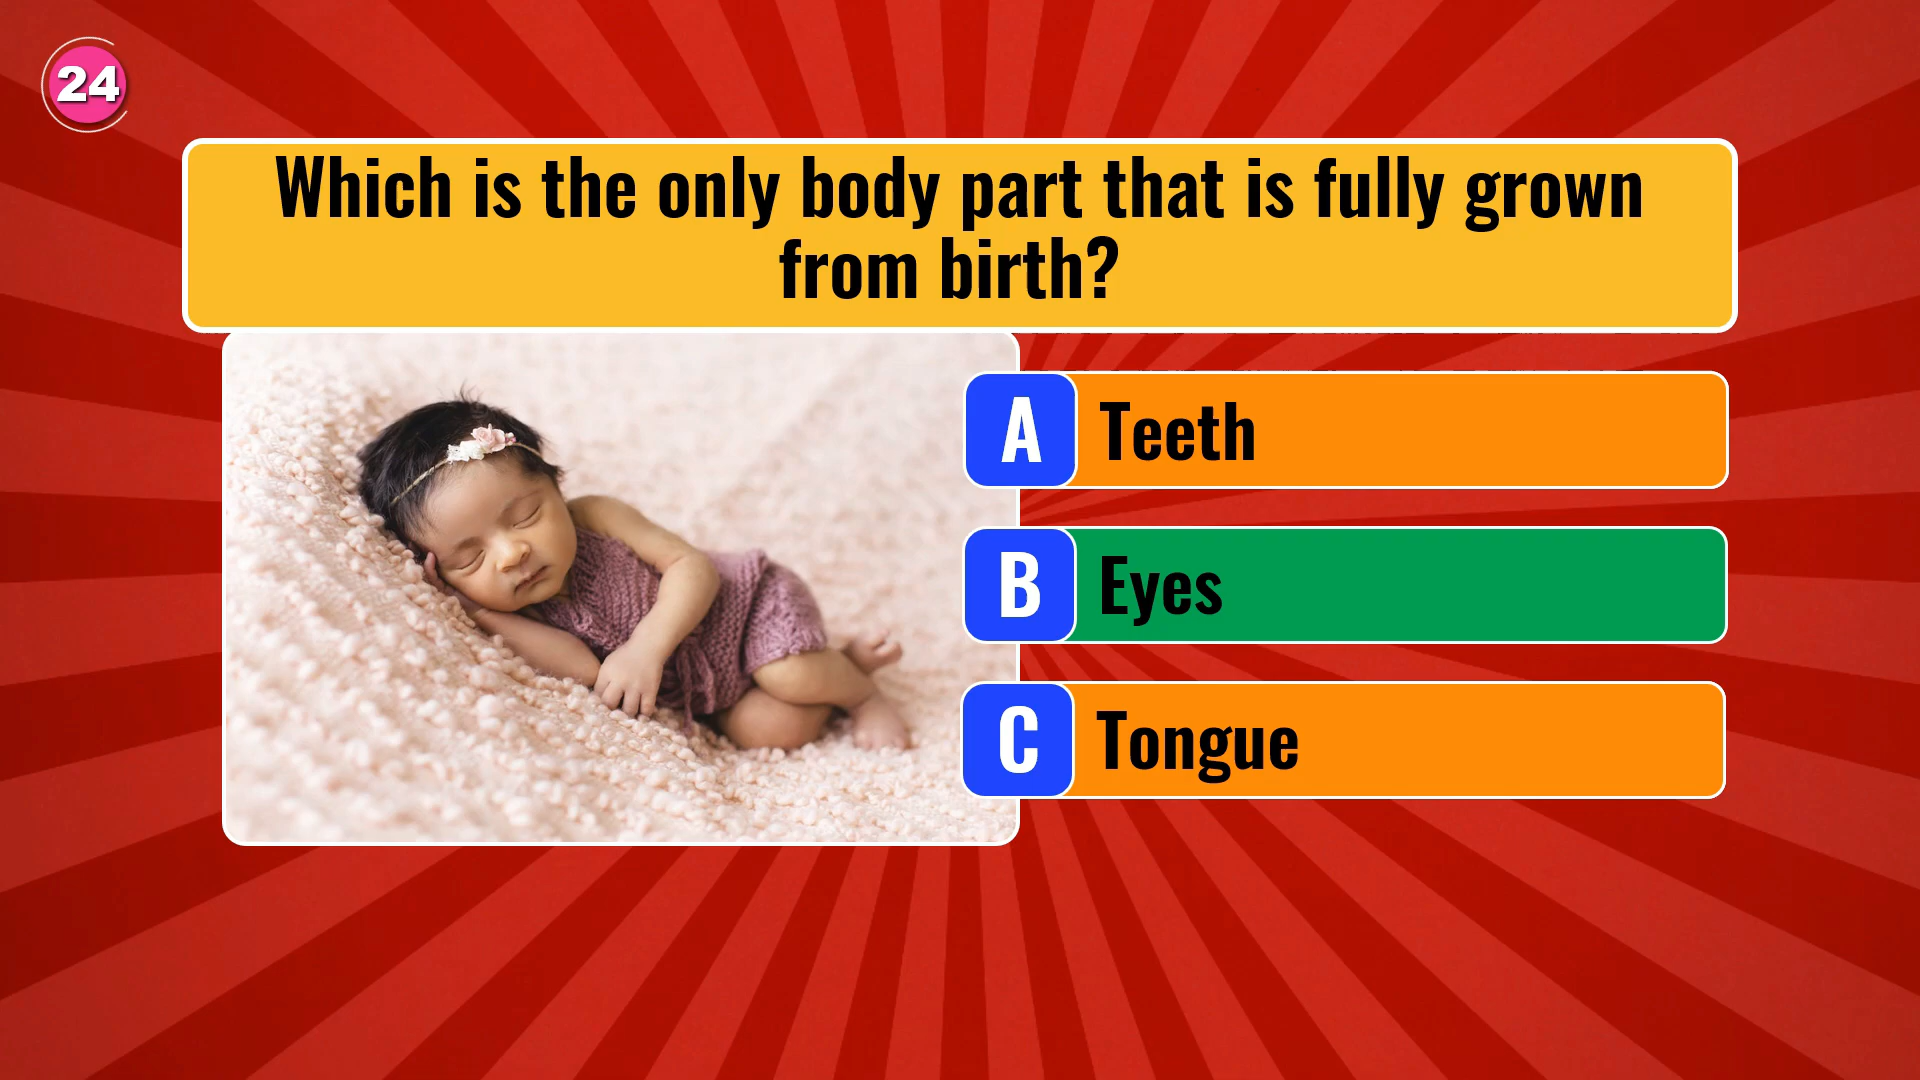 24
Which is the only body part that is fully grown
from birth?
A Teeth
B Eyes
C Tongue